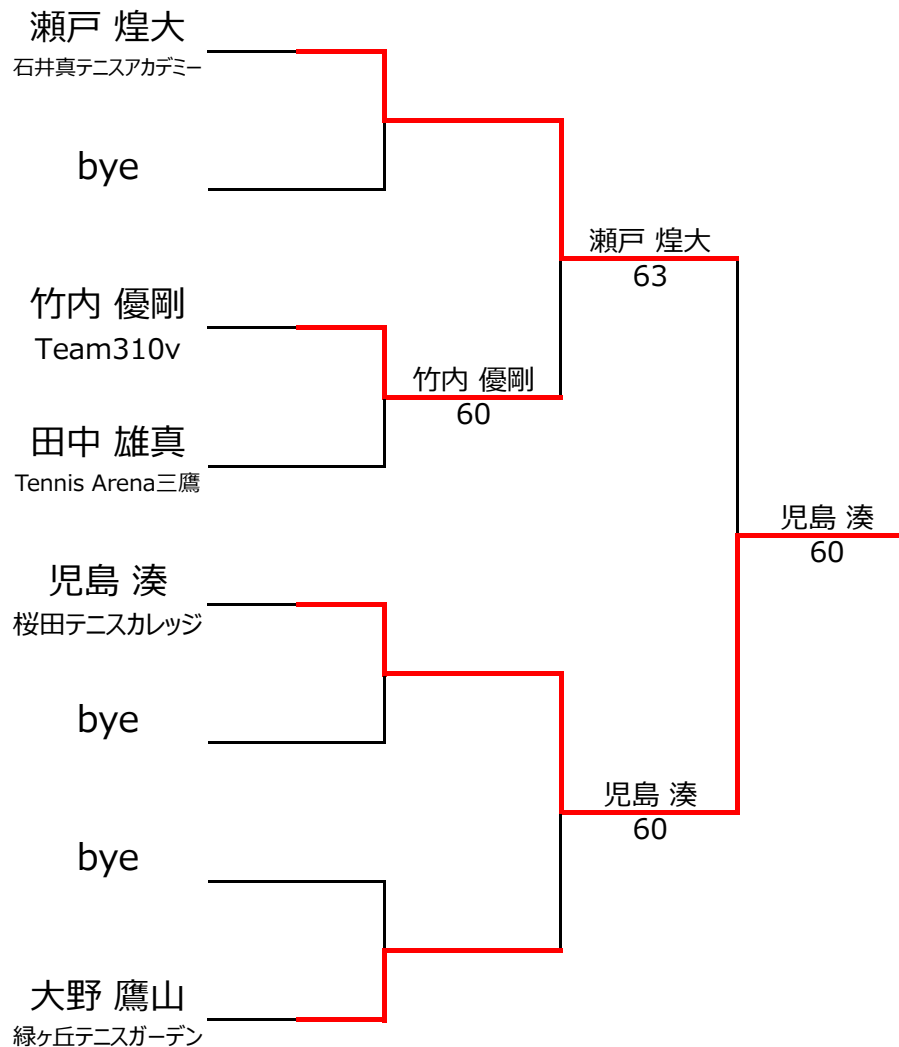 瀬戸 煌大
石井真テニスアカデミー
bye
瀬戸 煌大
63
竹内 優剛
Team310v
竹内 優剛
60
田中 雄真
Tennis Arena三鷹
児島 湊
60
児島 湊
桜田テニスカレッジ
bye
児島 湊
60
bye
大野 鷹山
緑ヶ丘テニスガーデン